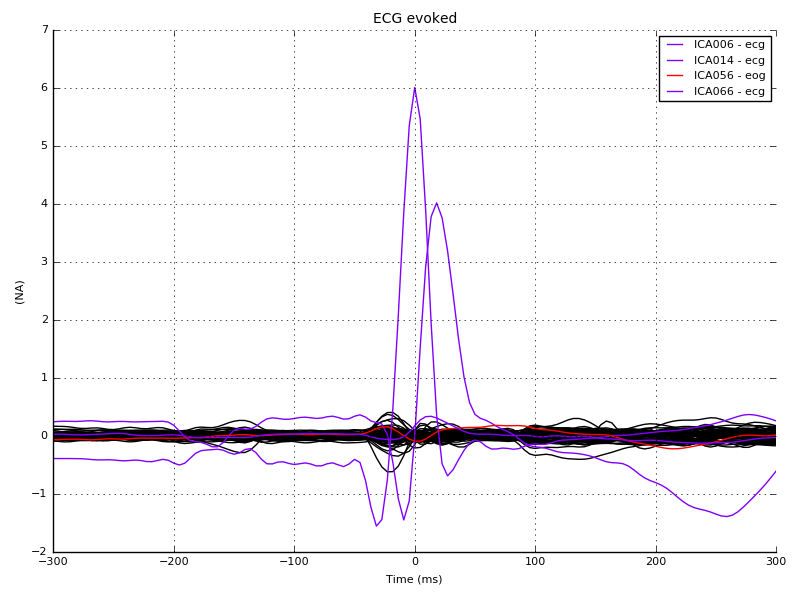 ECG evoked
7
6
5
4
3
2
1
0
−1
−2
(NA)
ICA006 - ecg
ICA014 - ecg
ICA056 - eog
ICA066 - ecg
−300 −200 −100 0 100 200 300
Time (ms)